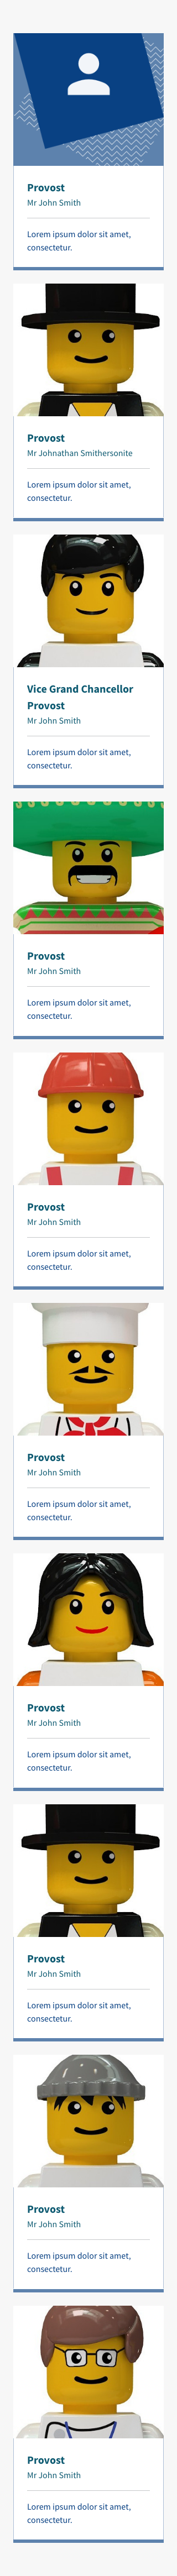 Provost
Mr John Smith
Lorem ipsum dolor sit amet,
consectetur.
Provost
Mr Johnathan Smithersonite
Lorem ipsum dolor sit amet,
consectetur.
Vice Grand Chancellor
Provost
Mr John Smith
Lorem ipsum dolor sit amet,
consectetur.
Provost
Mr John Smith
Lorem ipsum dolor sit amet,
consectetur.
Provost
Mr John Smith
Lorem ipsum dolor sit amet,
consectetur.
Provost
Mr John Smith
Lorem ipsum dolor sit amet,
consectetur.
Provost
Mr John Smith
Lorem ipsum dolor sit amet,
consectetur.
Provost
Mr John Smith
Lorem ipsum dolor sit amet,
consectetur.
Provost
Mr John Smith
Lorem ipsum dolor sit amet,
consectetur.
Provost
Mr John Smith
Lorem ipsum dolor sit amet,
consectetur.